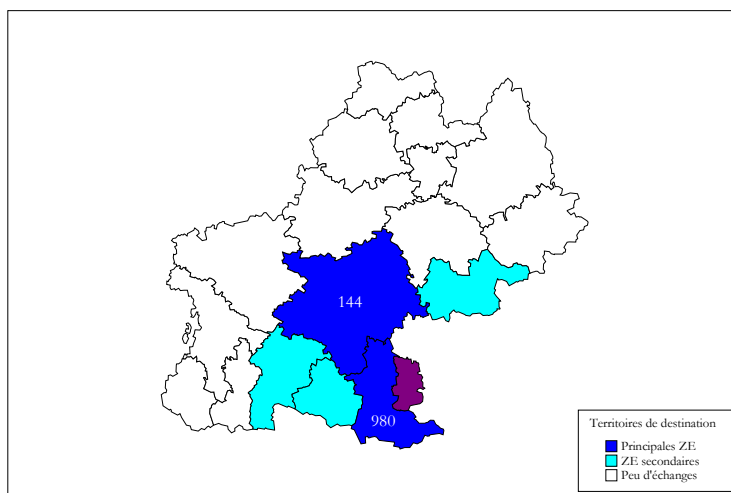 144
980
Territoires de destination
Principales ZE
ZE secondaires
Peu d'échanges